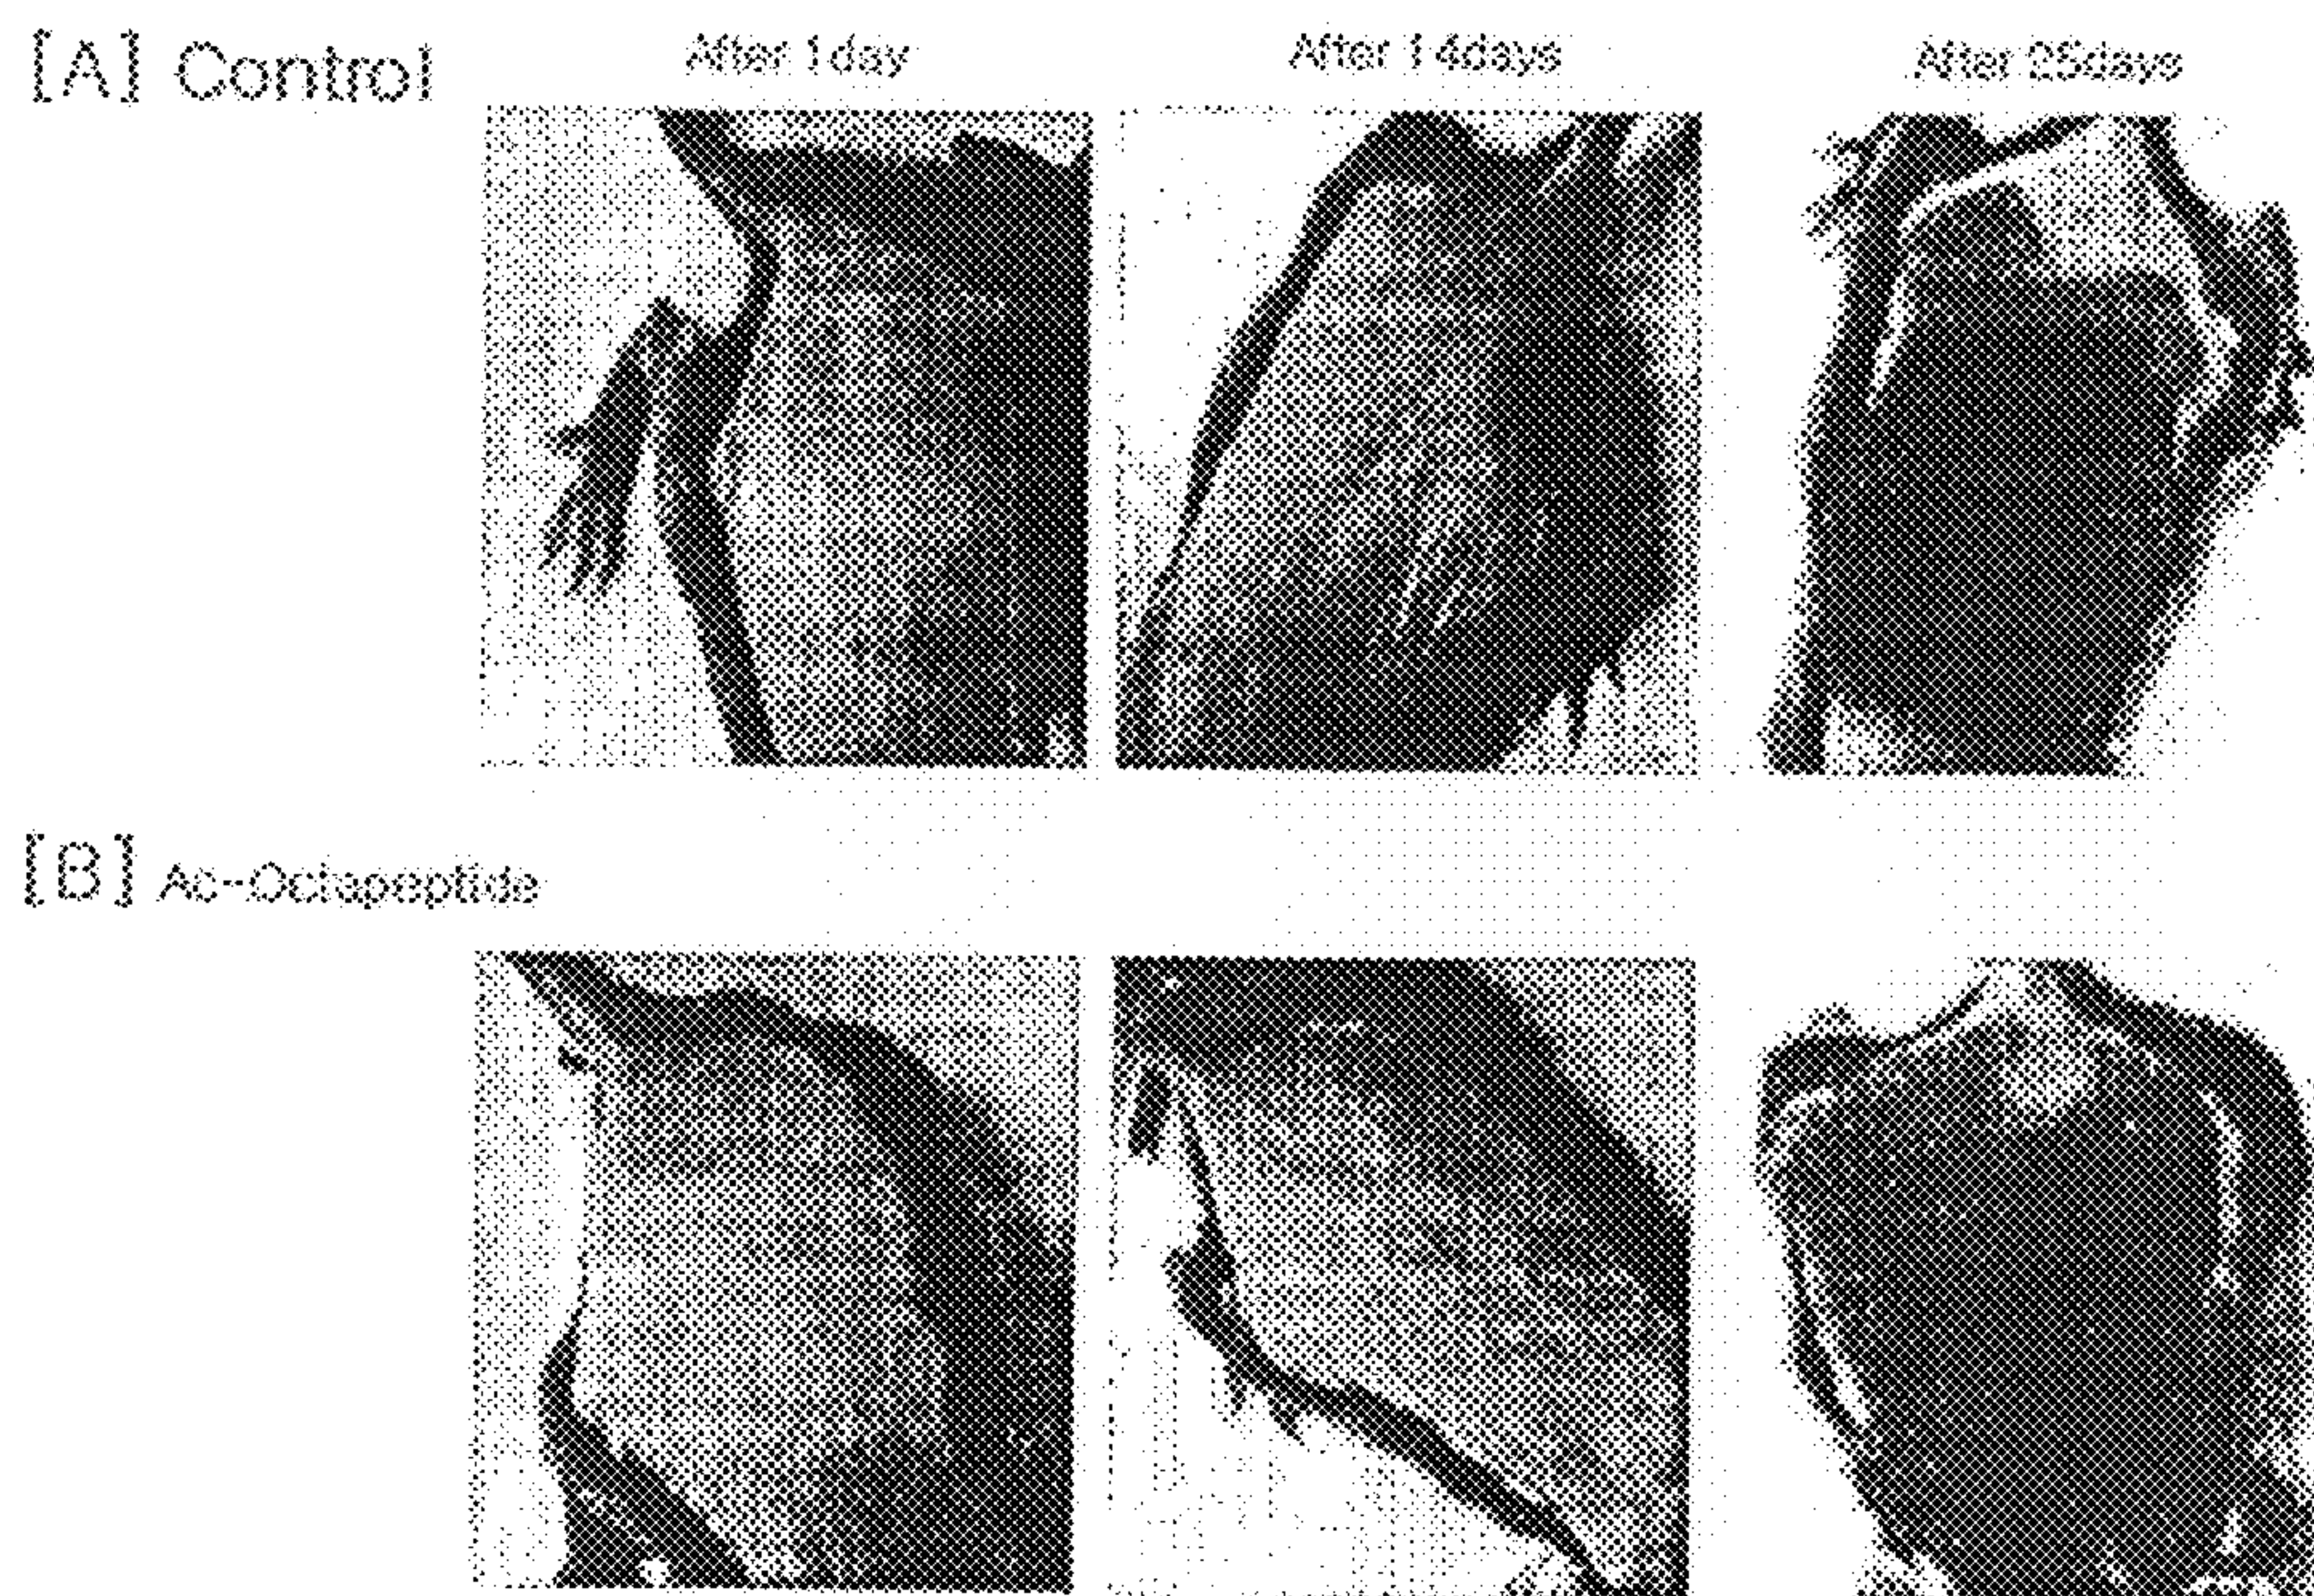 [A] Control
After 1day
After 14days
After 25days
[B] Ac-Octapeptide